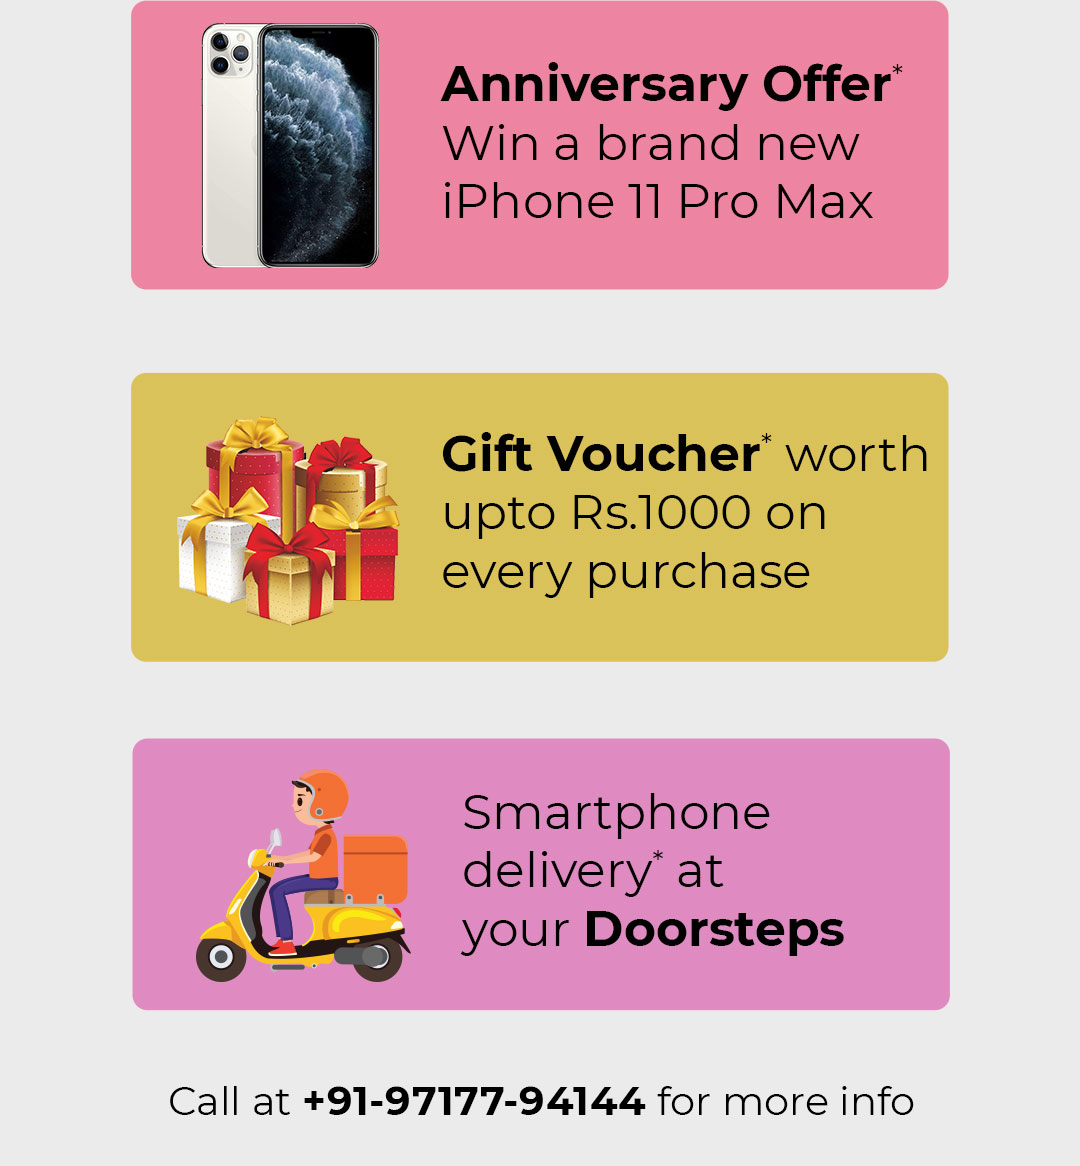 Anniversary Offer*
Win a brand new
iPhone 11 Pro Max
Gift Voucher* worth
upto Rs.1000 on
every purchase
Smartphone
delivery* at
your Doorsteps
Call at +91-97177-94144 for more info